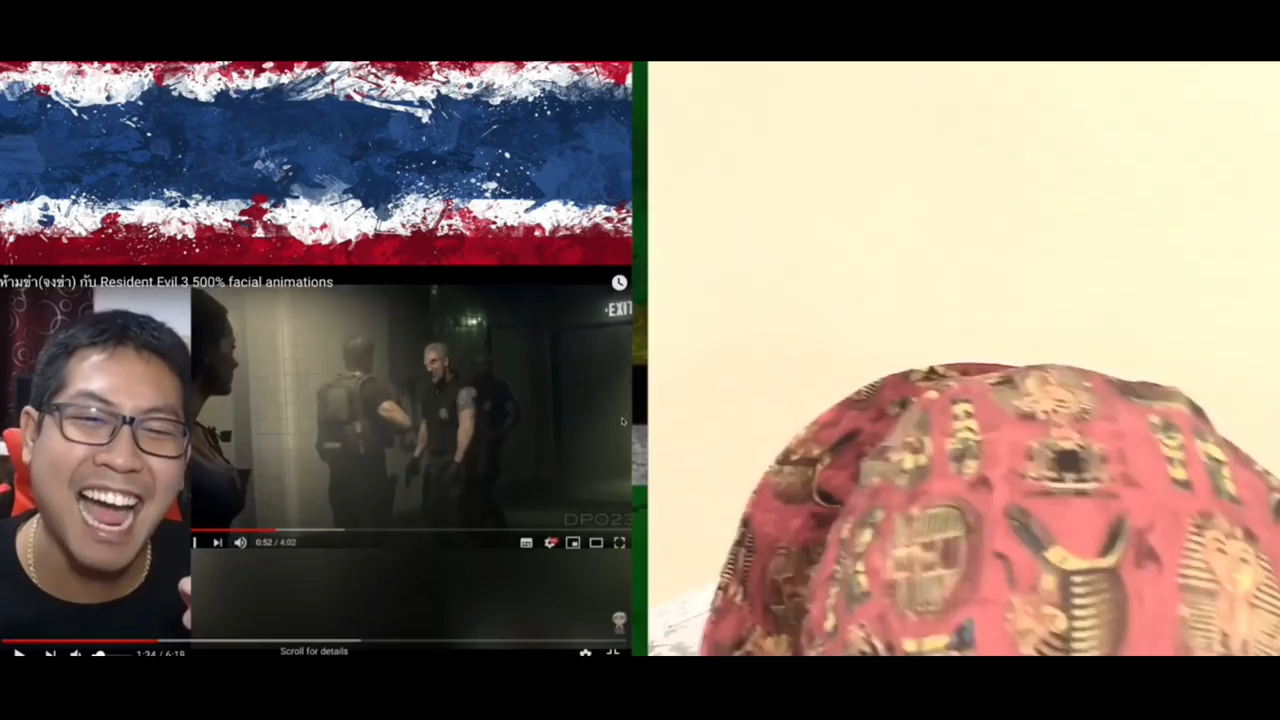 ห้ามขำ(จงขำ) กับ Resident Evil 3 500% facial animations
EXIT
DPO23
0:52 / 4:02
1:34 / 6:18
Scroll for details